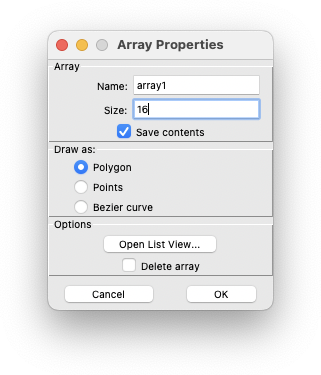 Array Properties
Array
Name: array1
Size: 16
Save contents
Draw as:
Polygon
Points
Bezier curve
Options
Open List View...
Delete array
Cancel OK